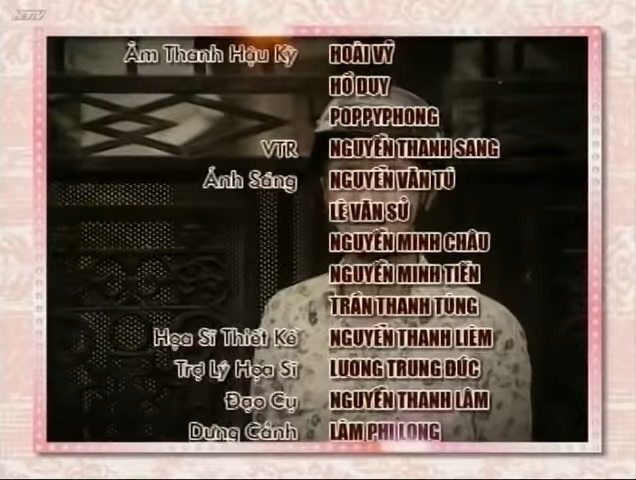 HTV
Âm Thanh Hậu Kỳ HOÀI VỸ
HỒ DUY
POPPYPHONG
VTR NGUYỄN THANH SANG
Ánh Sáng NGUYỄN VĂN TÚ
LÊ VĂN SỬ
NGUYỄN MINH CHÂU
NGUYỄN MINH TIẾN
TRẦN THANH TÙNG
Họa Sĩ Thiết Kế NGUYỄN THANH LIÊM
Trợ Lý Họa Sĩ LƯƠNG TRUNG ĐỨC
Đạo Cụ NGUYỄN THANH LÂM
Dựng Cảnh LÂM PHI LONG